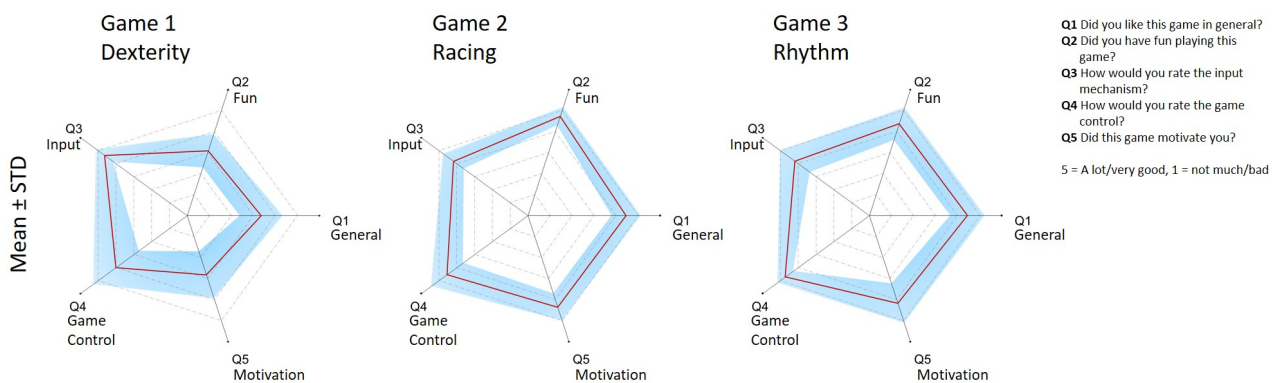 Game 1
Dexterity
Game 2
Racing
Game 3
Rhythm
Q1 Did you like this game in general?
Q2 Did you have fun playing this
game?
Q3 How would you rate the input
mechanism?
Q4 How would you rate the game
control?
Q5 Did this game motivate you?
5 = A lot/very good, 1 = not much/bad
Mean ± STD
Q2
Fun
Q3
Input
Q1
General
Q4
Game
Control
Q5
Motivation
Q2
Fun
Q3
Input
Q1
General
Q4
Game
Control
Q5
Motivation
Q2
Fun
Q3
Input
Q1
General
Q4
Game
Control
Q5
Motivation